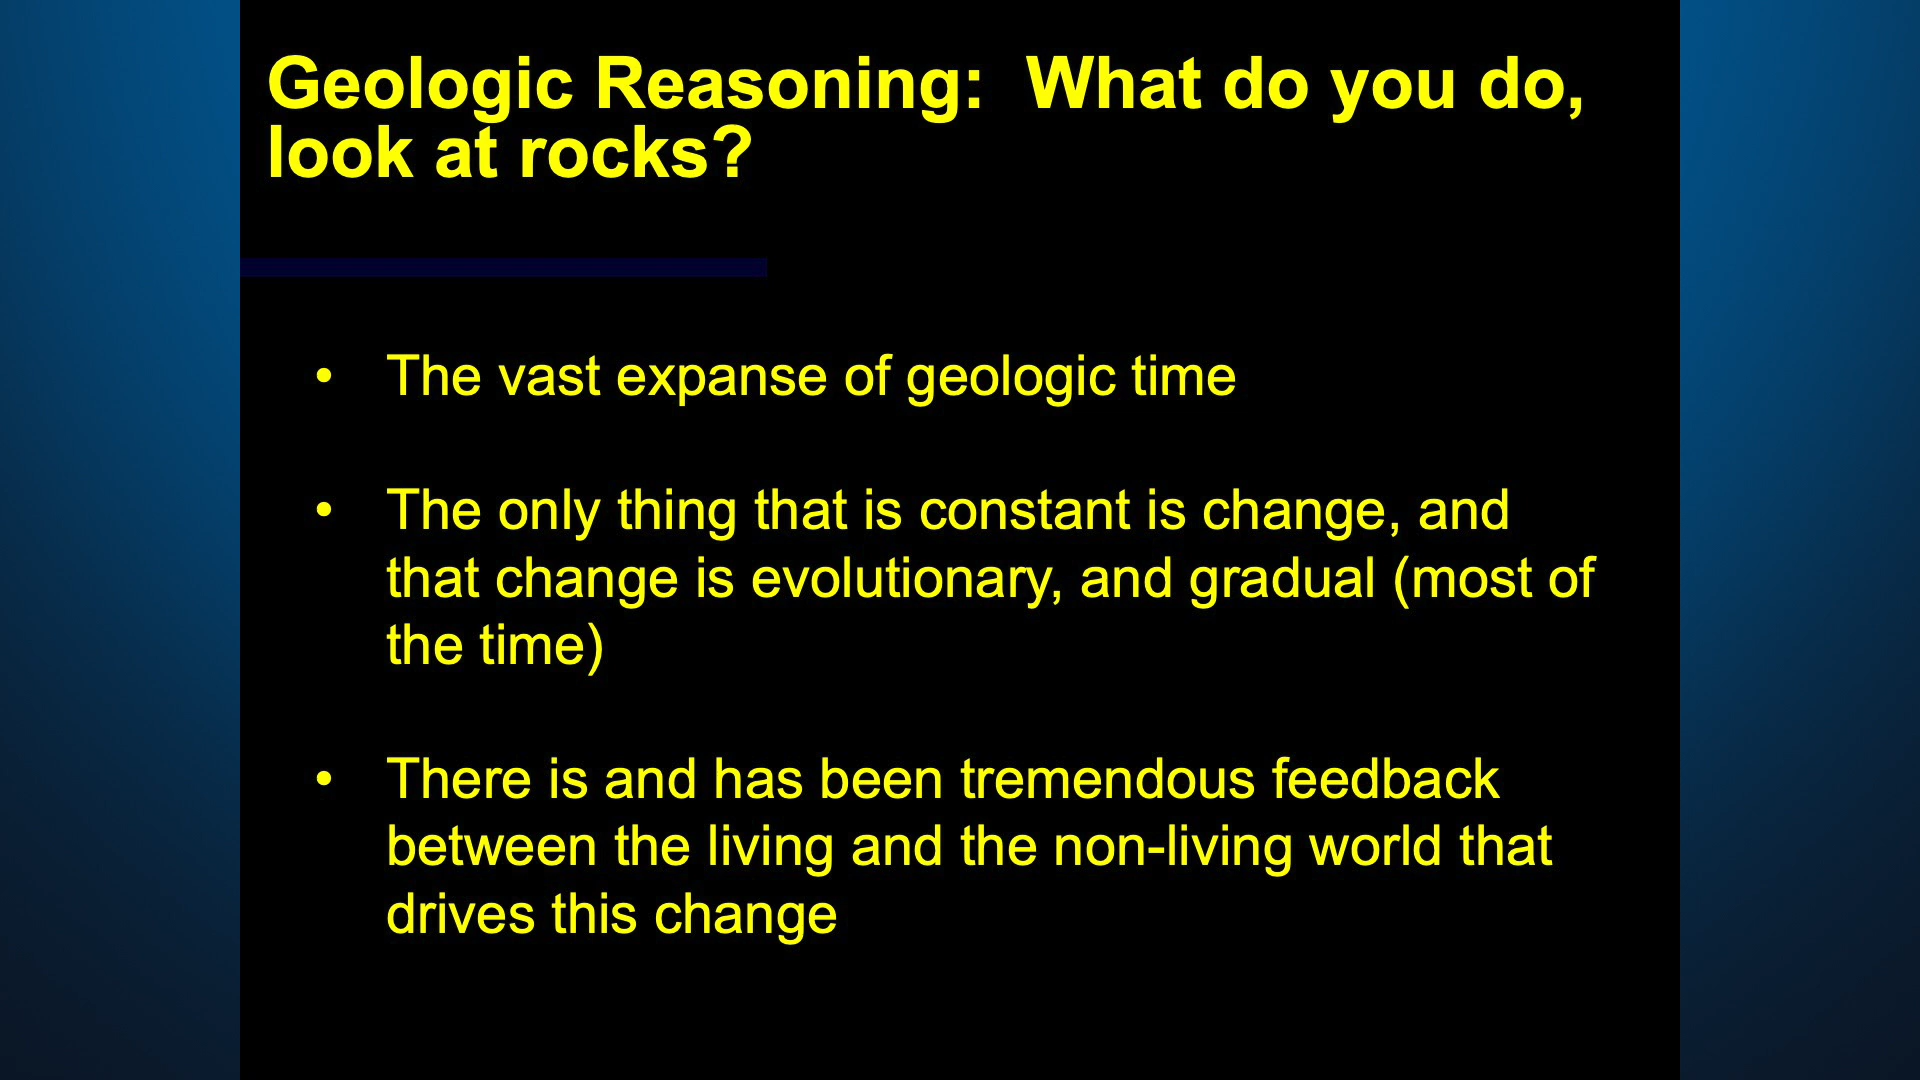 Geologic Reasoning:  What do you do,
look at rocks?
• The vast expanse of geologic time
• The only thing that is constant is change, and
that change is evolutionary, and gradual (most of
the time)
• There is and has been tremendous feedback
between the living and the non-living world that
drives this change